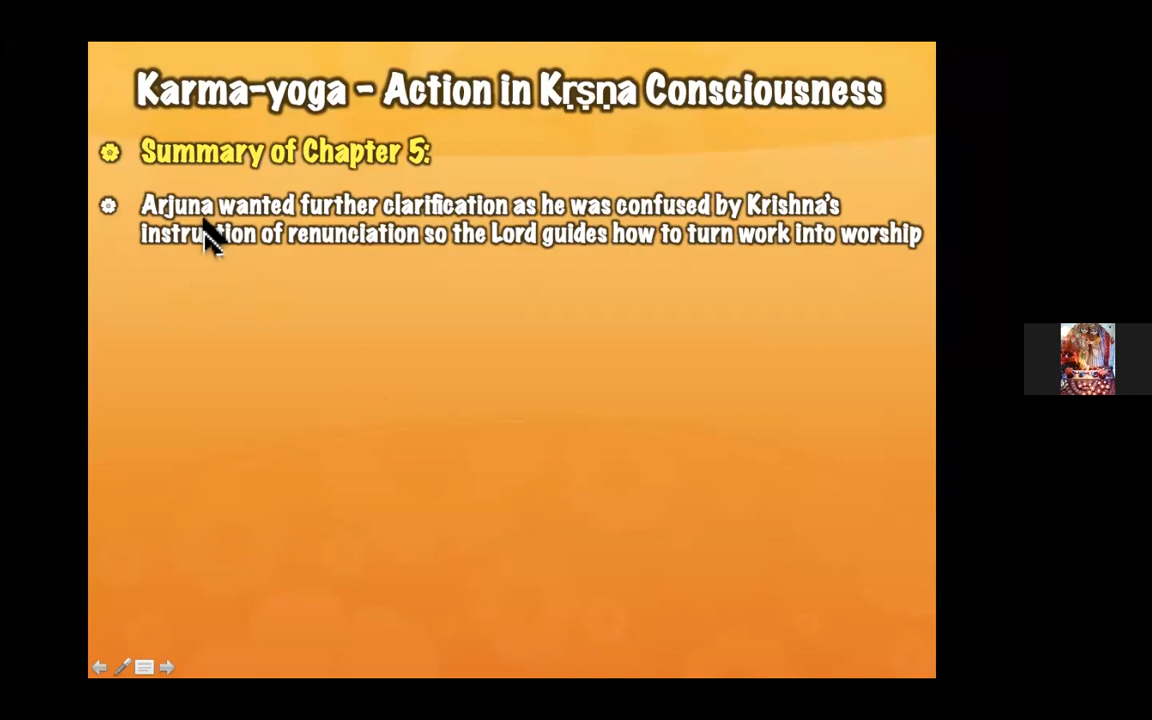 Karma-yoga - Action in Kṛṣṇa Consciousness
Summary of Chapter 5:
Arjuna wanted further clarification as he was confused by Krishna's
instruction of renunciation so the Lord guides how to turn work into worship